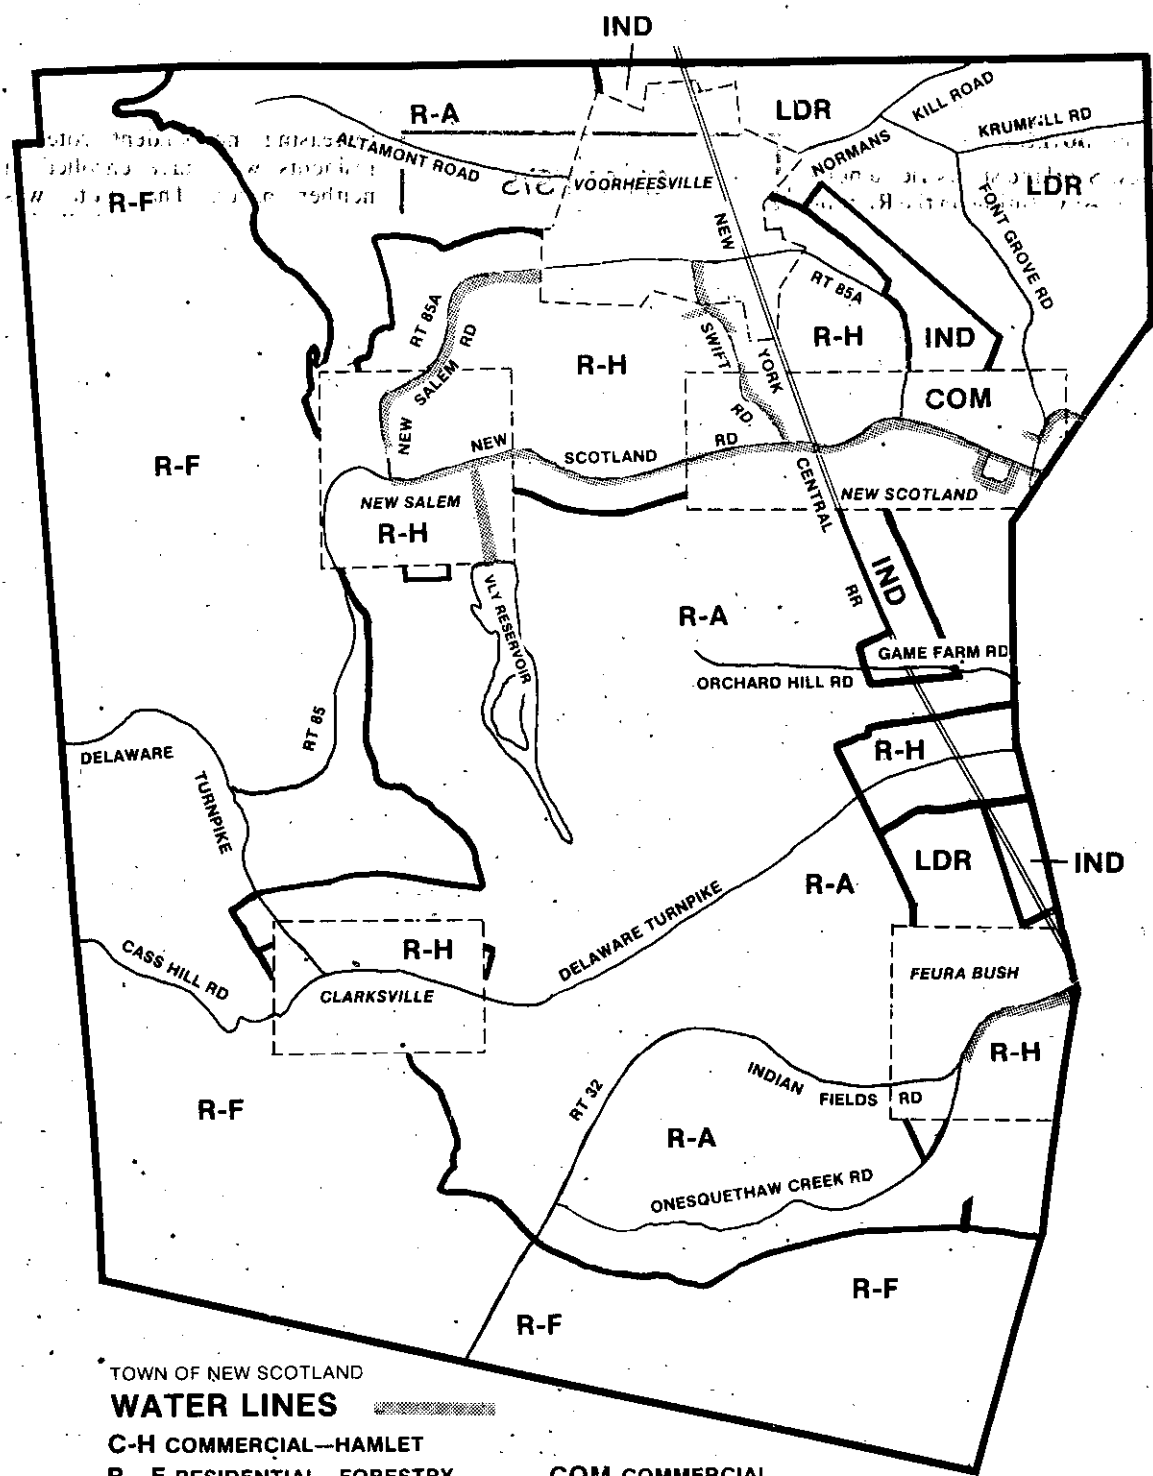 IND
R-A
LDR
NORMANS KILL ROAD
KRUMKILL RD
ALTAMONT ROAD
VOORHEESVILLE
R-F
LDR
FONT GROVE RD
NEW YORK CENTRAL RR
RT 85A
RT 85A
NEW SALEM RD
SWIFT RD.
R-H
R-H
IND
COM
R-F
NEW SCOTLAND RD
NEW SALEM
NEW SCOTLAND
R-H
IND
VLY RESERVOIR
R-A
GAME FARM RD
ORCHARD HILL RD
RT 85
DELAWARE TURNPIKE
R-H
LDR
IND
R-A
DELAWARE TURNPIKE
CASS HILL RD
R-H
CLARKSVILLE
FEURA BUSH
R-H
INDIAN FIELDS RD
RT 32
R-F
R-A
ONESQUETHAW CREEK RD
R-F
R-F
TOWN OF NEW SCOTLAND
WATER LINES
C-H COMMERCIAL—HAMLET
R-F RESIDENTIAL—FORESTRY
COM COMMERCIAL